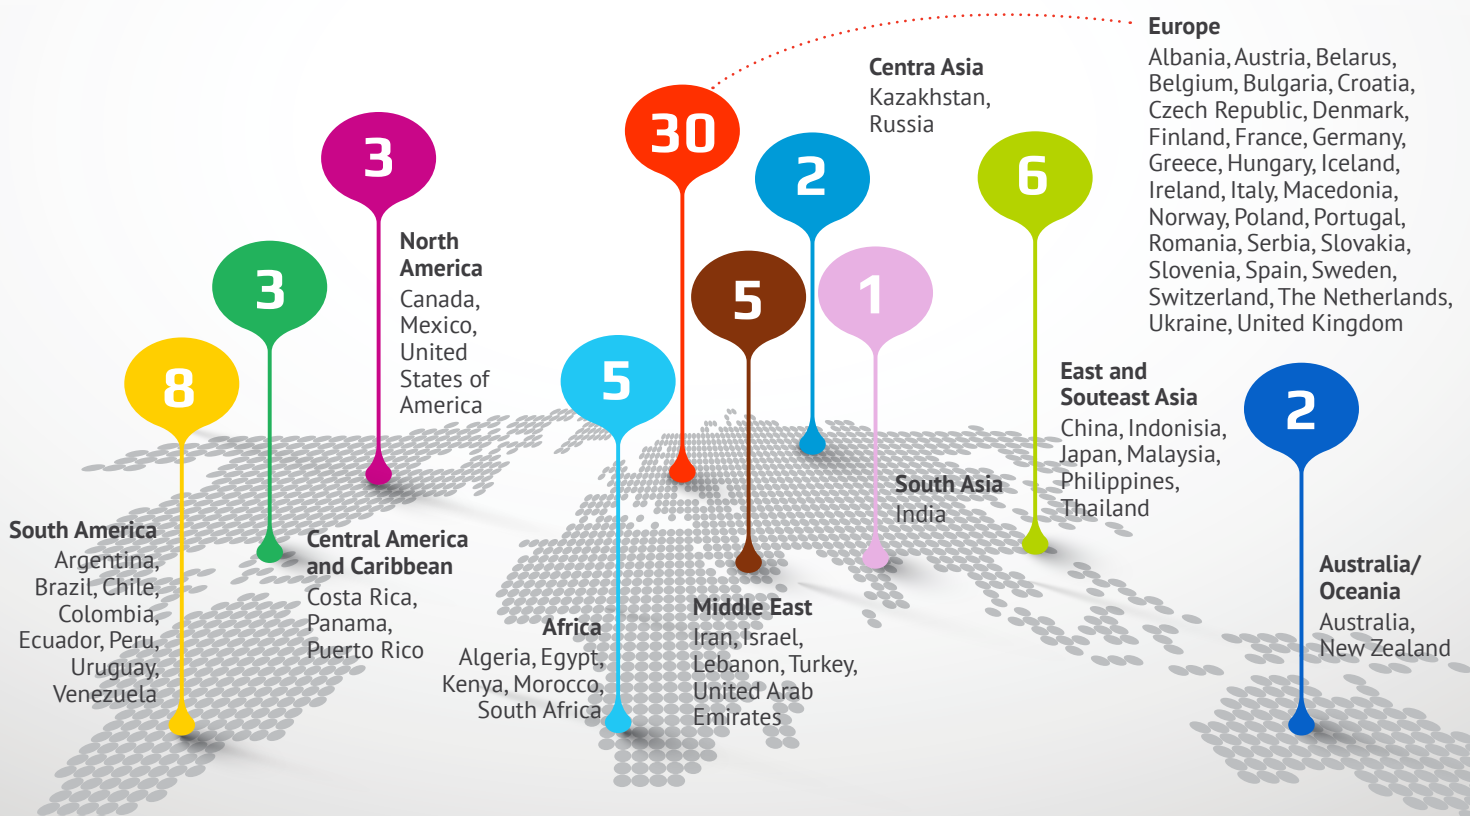 Europe
Albania, Austria, Belarus,
Belgium, Bulgaria, Croatia,
Czech Republic, Denmark,
Finland, France, Germany,
Greece, Hungary, Iceland,
Ireland, Italy, Macedonia,
Norway, Poland, Portugal,
Romania, Serbia, Slovakia,
Slovenia, Spain, Sweden,
Switzerland, The Netherlands,
Ukraine, United Kingdom
30
Centra Asia
Kazakhstan,
Russia
2
3
North
America
Canada,
Mexico,
United
States of
America
6
East and
Souteast Asia
China, Indonisia,
Japan, Malaysia,
Philippines,
Thailand
3
Central America
and Caribbean
Costa Rica,
Panama,
Puerto Rico
5
Middle East
Iran, Israel,
Lebanon, Turkey,
United Arab
Emirates
1
South Asia
India
8
South America
Argentina,
Brazil, Chile,
Colombia,
Ecuador, Peru,
Uruguay,
Venezuela
5
Africa
Algeria, Egypt,
Kenya, Morocco,
South Africa
2
Australia/
Oceania
Australia,
New Zealand